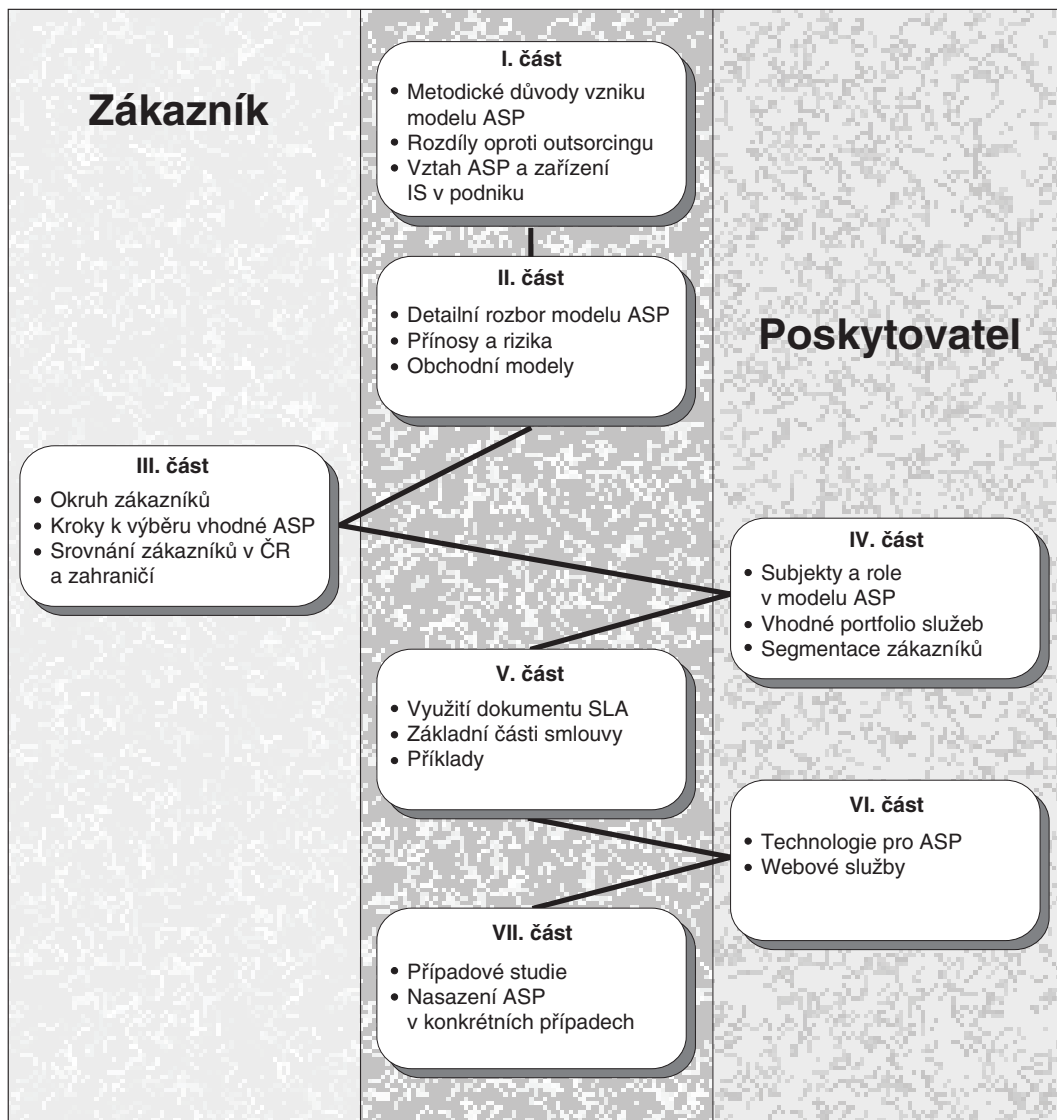 Zákazník
I. část
• Metodické důvody vzniku
modelu ASP
• Rozdíly oproti outsorcingu
• Vztah ASP a zařízení
IS v podniku
II. část
• Detailní rozbor modelu ASP
• Přínosy a rizika
• Obchodní modely
Poskytovatel
III. část
• Okruh zákazníků
• Kroky k výběru vhodné ASP
• Srovnání zákazníků v ČR
a zahraničí
IV. část
• Subjekty a role
v modelu ASP
• Vhodné portfolio služeb
• Segmentace zákazníků
V. část
• Využití dokumentu SLA
• Základní části smlouvy
• Příklady
VI. část
• Technologie pro ASP
• Webové služby
VII. část
• Případové studie
• Nasazení ASP
v konkrétních případech